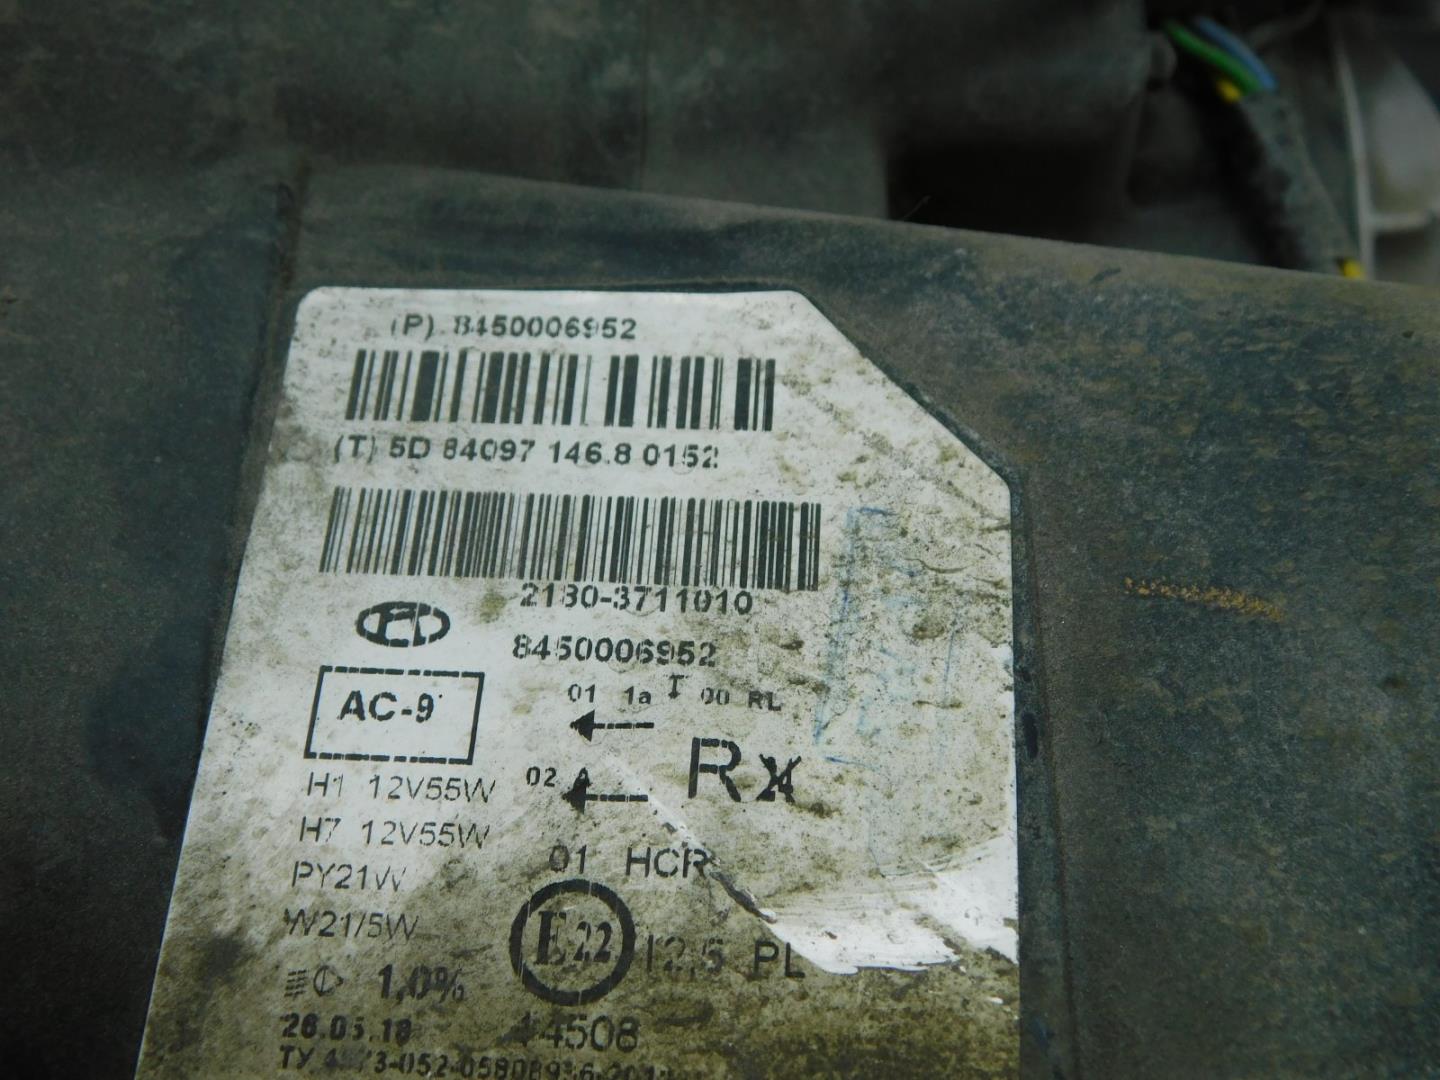 (P) 8450006952
(T) 5D 84097 146.8 0152
2180-3711010
8450006952
AC-9
01 1a 00 RL
02 A
R
H1 12V55W
H7 12V55W
PY21W
W21/5W
01 HCR
E22 12,5 PL
1,0%
26.05.18
44508